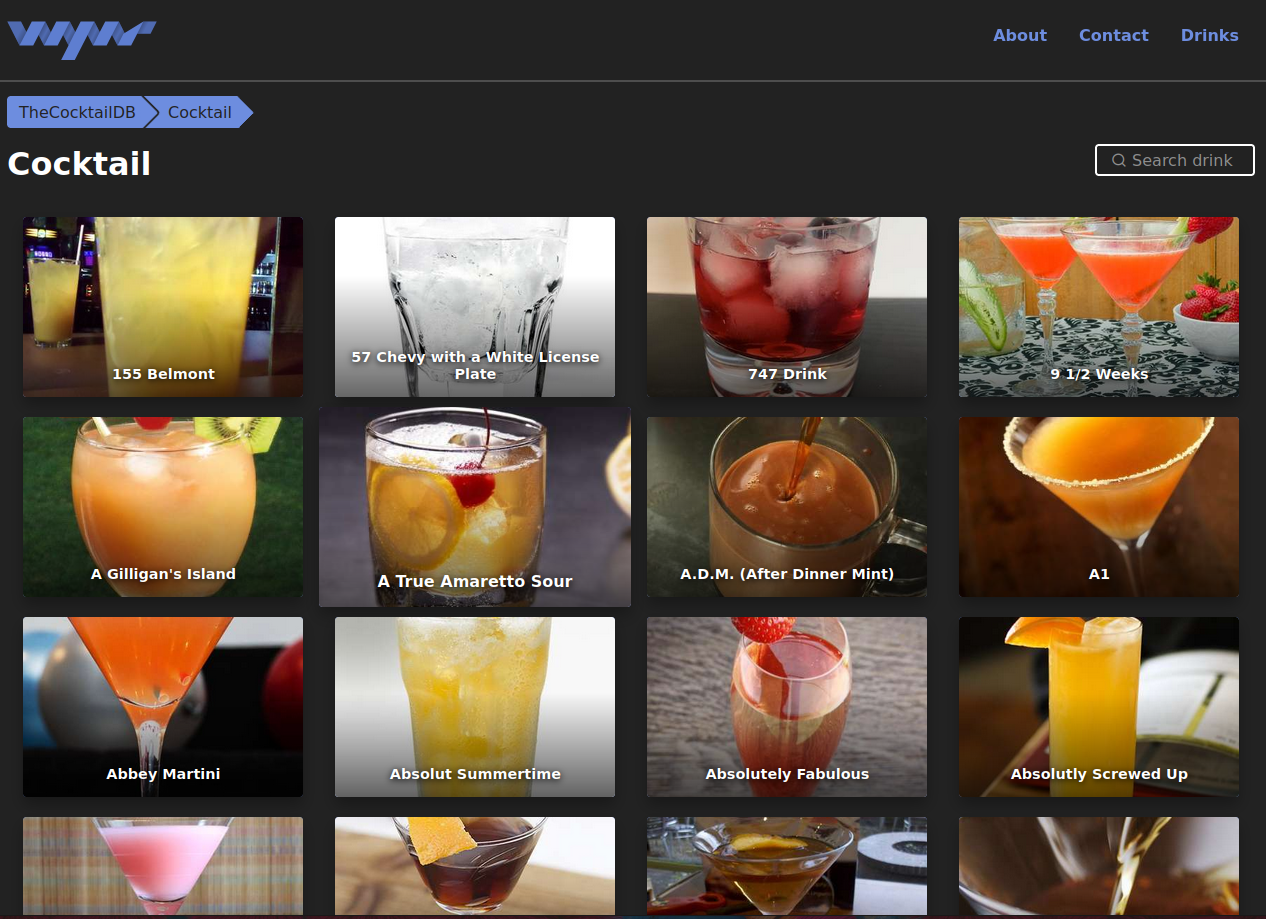 wyvr
About
Contact
Drinks
TheCocktailDB
Cocktail
Cocktail
Search drink
155 Belmont
57 Chevy with a White License
Plate
747 Drink
9 1/2 Weeks
A Gilligan's Island
A True Amaretto Sour
A.D.M. (After Dinner Mint)
A1
Abbey Martini
Absolut Summertime
Absolutely Fabulous
Absolutly Screwed Up